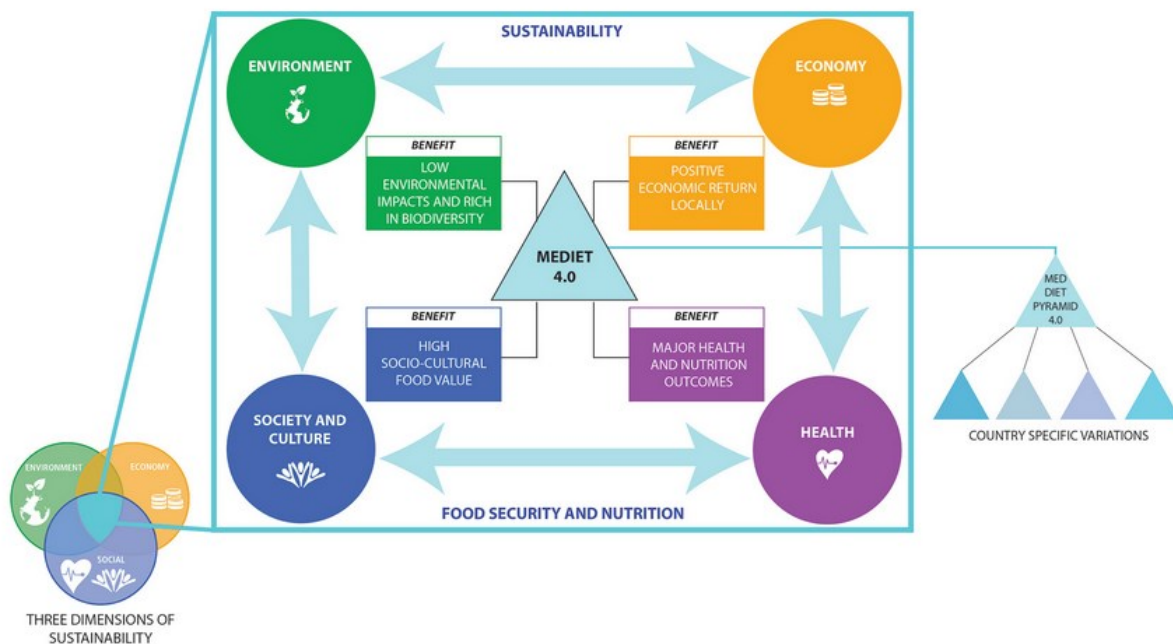 SUSTAINABILITY
ENVIRONMENT
ECONOMY
BENEFIT
LOW
ENVIRONMENTAL
IMPACTS AND RICH
IN BIODIVERSITY
BENEFIT
POSITIVE
ECONOMIC RETURN
LOCALLY
MEDIET
4.0
BENEFIT
HIGH
SOCIO-CULTURAL
FOOD VALUE
BENEFIT
MAJOR HEALTH
AND NUTRITION
OUTCOMES
SOCIETY AND
CULTURE
HEALTH
FOOD SECURITY AND NUTRITION
MED
DIET
PYRAMID
4.0
COUNTRY SPECIFIC VARIATIONS
ENVIRONMENT
ECONOMY
SOCIAL
THREE DIMENSIONS OF
SUSTAINABILITY